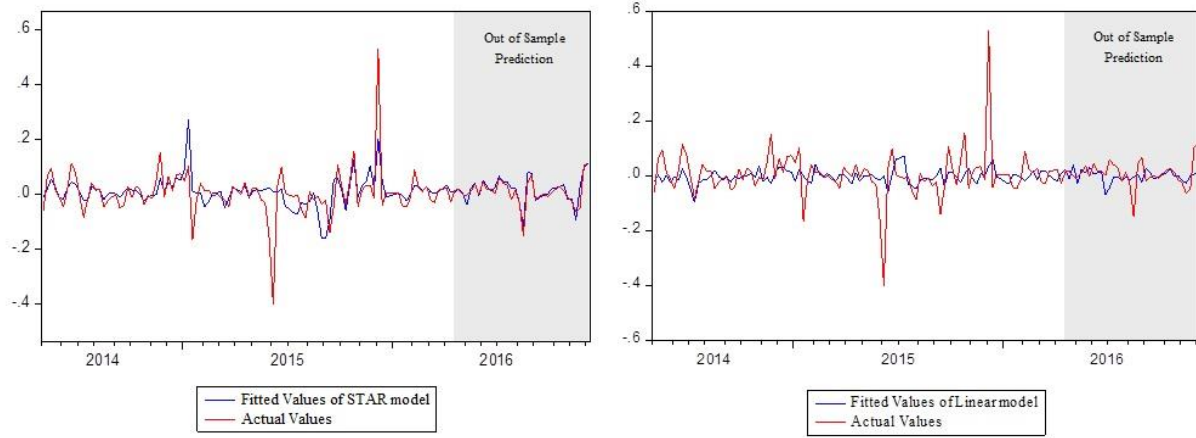 .6
.4
.2
.0
-.2
-.4
Out of Sample
Prediction
2014
2015
2016
Fitted Values of STAR model
Actual Values
.6
.4
.2
.0
-.2
-.4
-.6
Out of Sample
Prediction
2014
2015
2016
Fitted Values of Linear model
Actual Values